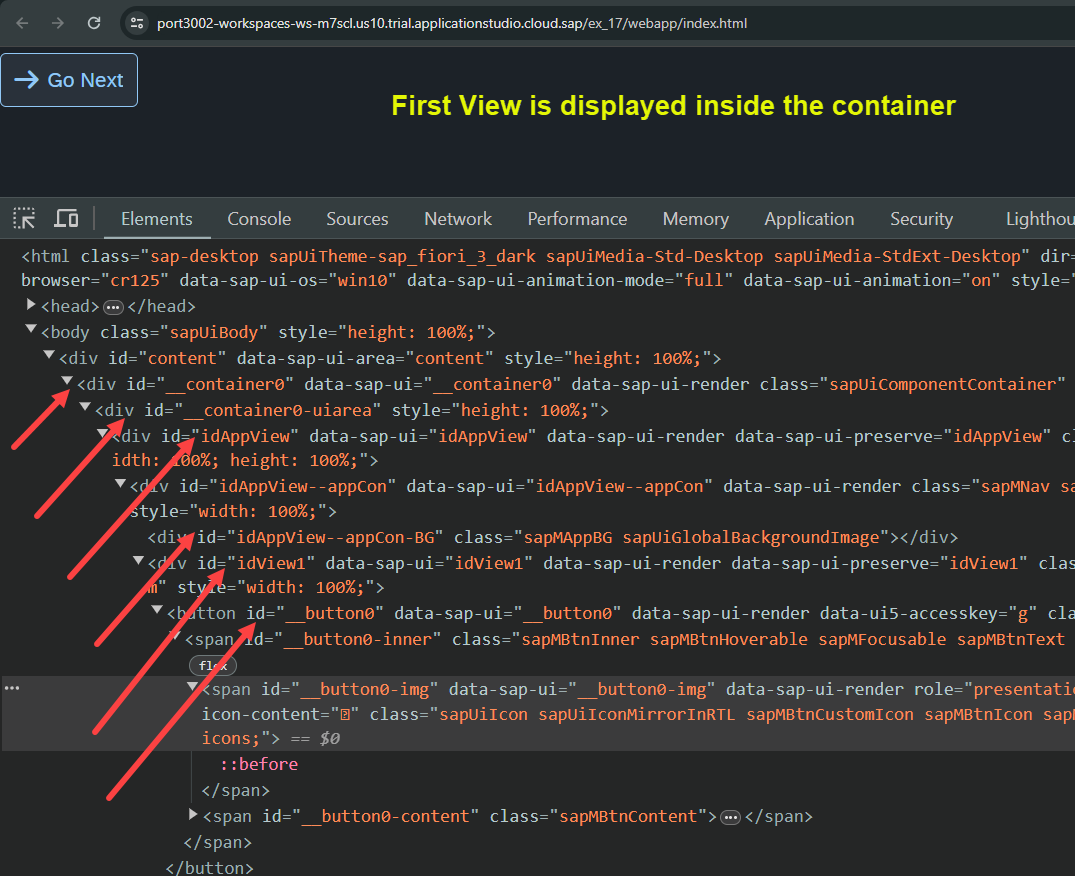 port3002-workspaces-ws-m7scl.us10.trial.applicationstudio.cloud.sap/ex_17/webapp/index.html
Go Next
First View is displayed inside the container
Elements Console Sources Network Performance Memory Application Security Lighthou
<html class="sap-desktop sapUiTheme-sap_fiori_3_dark sapUiMedia-Std-Desktop sapUiMedia-StdExt-Desktop" dir=
browser="cr125" data-sap-ui-os="win10" data-sap-ui-animation-mode="full" data-sap-ui-animation="on" style="
<head>…</head>
<body class="sapUiBody" style="height: 100%;">
<div id="content" data-sap-ui-area="content" style="height: 100%;">
<div id="__container0" data-sap-ui="__container0" data-sap-ui-render class="sapUiComponentContainer"
<div id="__container0-uiarea" style="height: 100%;">
<div id="idAppView" data-sap-ui="idAppView" data-sap-ui-render data-sap-ui-preserve="idAppView" cl
idth: 100%; height: 100%;">
<div id="idAppView--appCon" data-sap-ui="idAppView--appCon" data-sap-ui-render class="sapMNav sa
style="width: 100%;">
<div id="idAppView--appCon-BG" class="sapMAppBG sapUiGlobalBackgroundImage"></div>
<div id="idView1" data-sap-ui="idView1" data-sap-ui-render data-sap-ui-preserve="idView1" clas
m" style="width: 100%;">
<button id="__button0" data-sap-ui="__button0" data-sap-ui-render data-ui5-accesskey="g" cla
<span id="__button0-inner" class="sapMBtnInner sapMBtnHoverable sapMFocusable sapMBtnText
flex
<span id="__button0-img" data-sap-ui="__button0-img" data-sap-ui-render role="presentatio
icon-content="" class="sapUiIcon sapUiIconMirrorInRTL sapMBtnCustomIcon sapMBtnIcon sapM
icons;"> == $0
::before
</span>
<span id="__button0-content" class="sapMBtnContent">…</span>
</span>
</button>